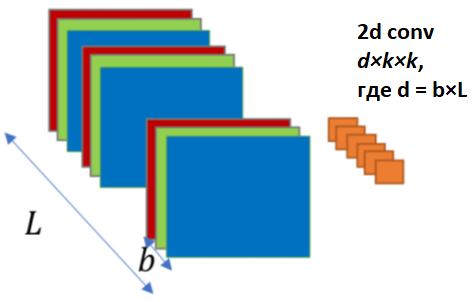 2d conv
d×k×k,
где d = b×L
L
b